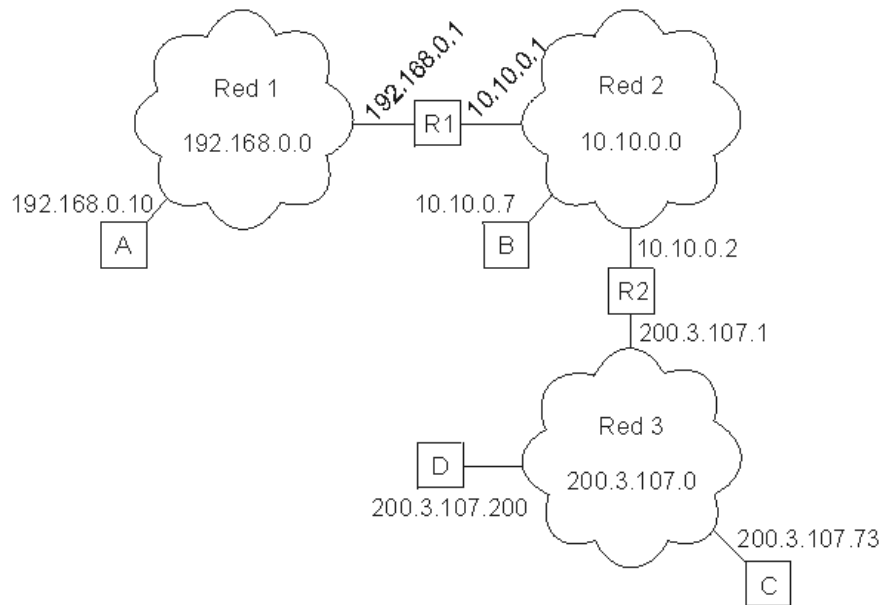 Red 1
192.168.0.0
192.168.0.1
R1
10.10.0.1
Red 2
10.10.0.0
192.168.0.10
A
10.10.0.7
B
10.10.0.2
R2
200.3.107.1
Red 3
200.3.107.0
D
200.3.107.200
200.3.107.73
C